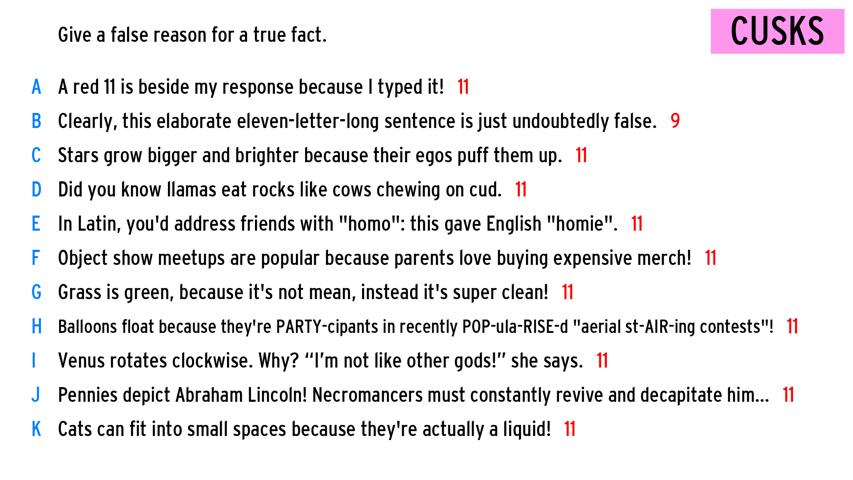 Give a false reason for a true fact.
CUSKS
A A red 11 is beside my response because I typed it! 11
B Clearly, this elaborate eleven-letter-long sentence is just undoubtedly false. 9
C Stars grow bigger and brighter because their egos puff them up. 11
D Did you know llamas eat rocks like cows chewing on cud. 11
E In Latin, you'd address friends with "homo": this gave English "homie". 11
F Object show meetups are popular because parents love buying expensive merch! 11
G Grass is green, because it's not mean, instead it's super clean! 11
H Balloons float because they're PARTY-cipants in recently POP-ula-RISE-d "aerial st-AIR-ing contests"! 11
I Venus rotates clockwise. Why? “I’m not like other gods!” she says. 11
J Pennies depict Abraham Lincoln! Necromancers must constantly revive and decapitate him... 11
K Cats can fit into small spaces because they're actually a liquid! 11